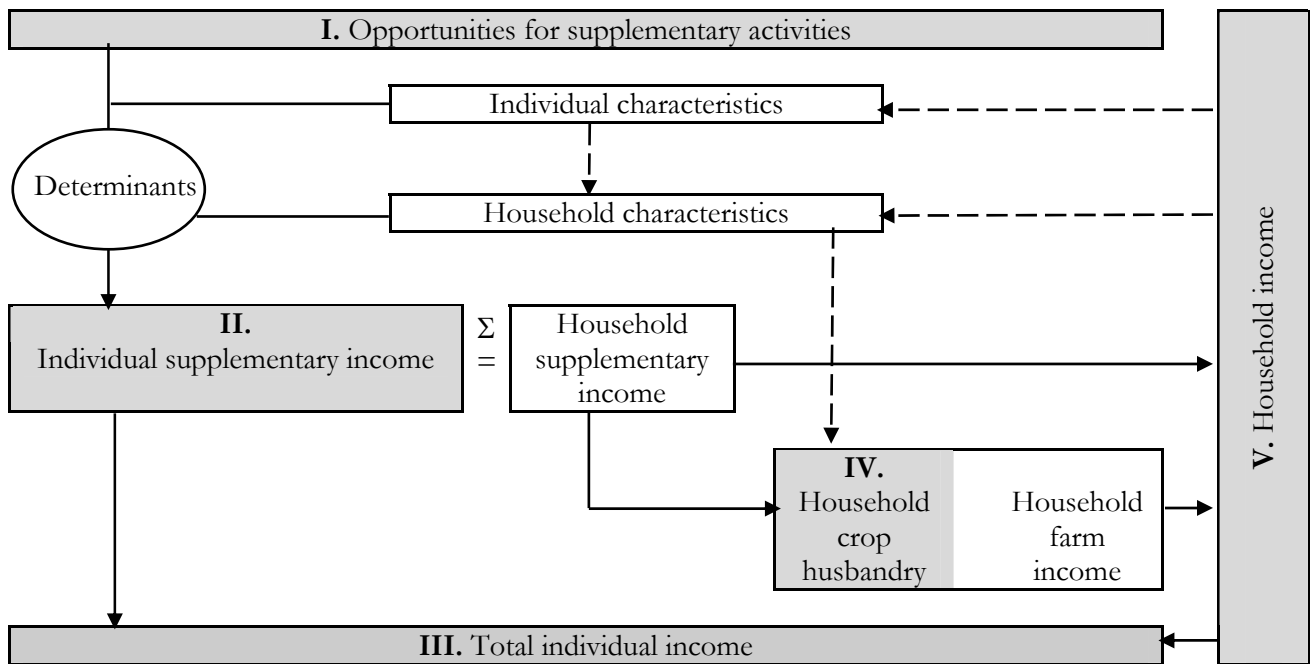 I. Opportunities for supplementary activities
Individual characteristics
Determinants
Household characteristics
II.
Individual supplementary income
Σ
=
Household
supplementary
income
IV.
Household
crop
husbandry
Household
farm
income
V. Household income
III. Total individual income